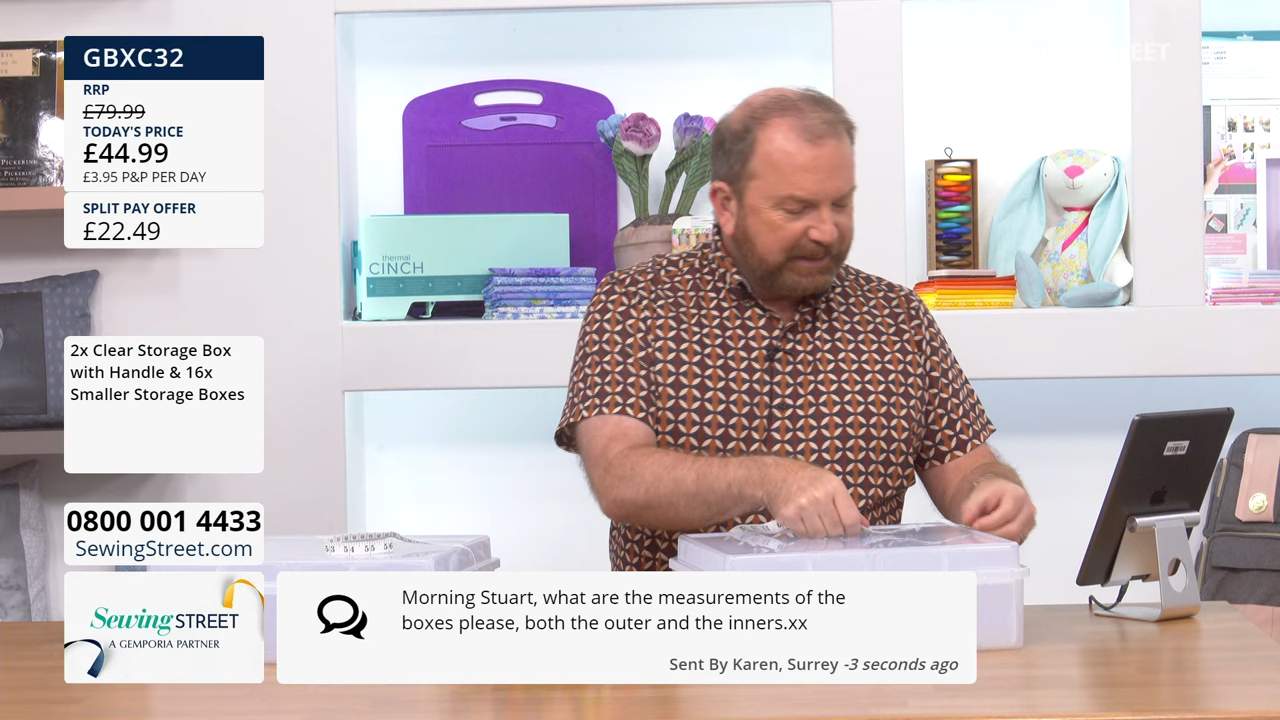 GBXC32
RRP
£79.99
TODAY'S PRICE
£44.99
£3.95 P&P PER DAY
SPLIT PAY OFFER
£22.49
2x Clear Storage Box
with Handle & 16x
Smaller Storage Boxes
0800 001 4433
SewingStreet.com
Sewing STREET
A GEMPORIA PARTNER
Morning Stuart, what are the measurements of the
boxes please, both the outer and the inners.xx
Sent By Karen, Surrey -3 seconds ago
thermal
CINCH
PICKERING
53 54 55 56